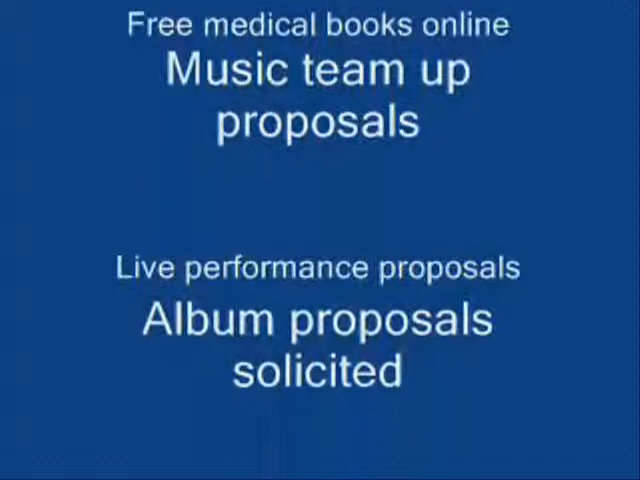 Free medical books online
Music team up
proposals
Live performance proposals
Album proposals
solicited